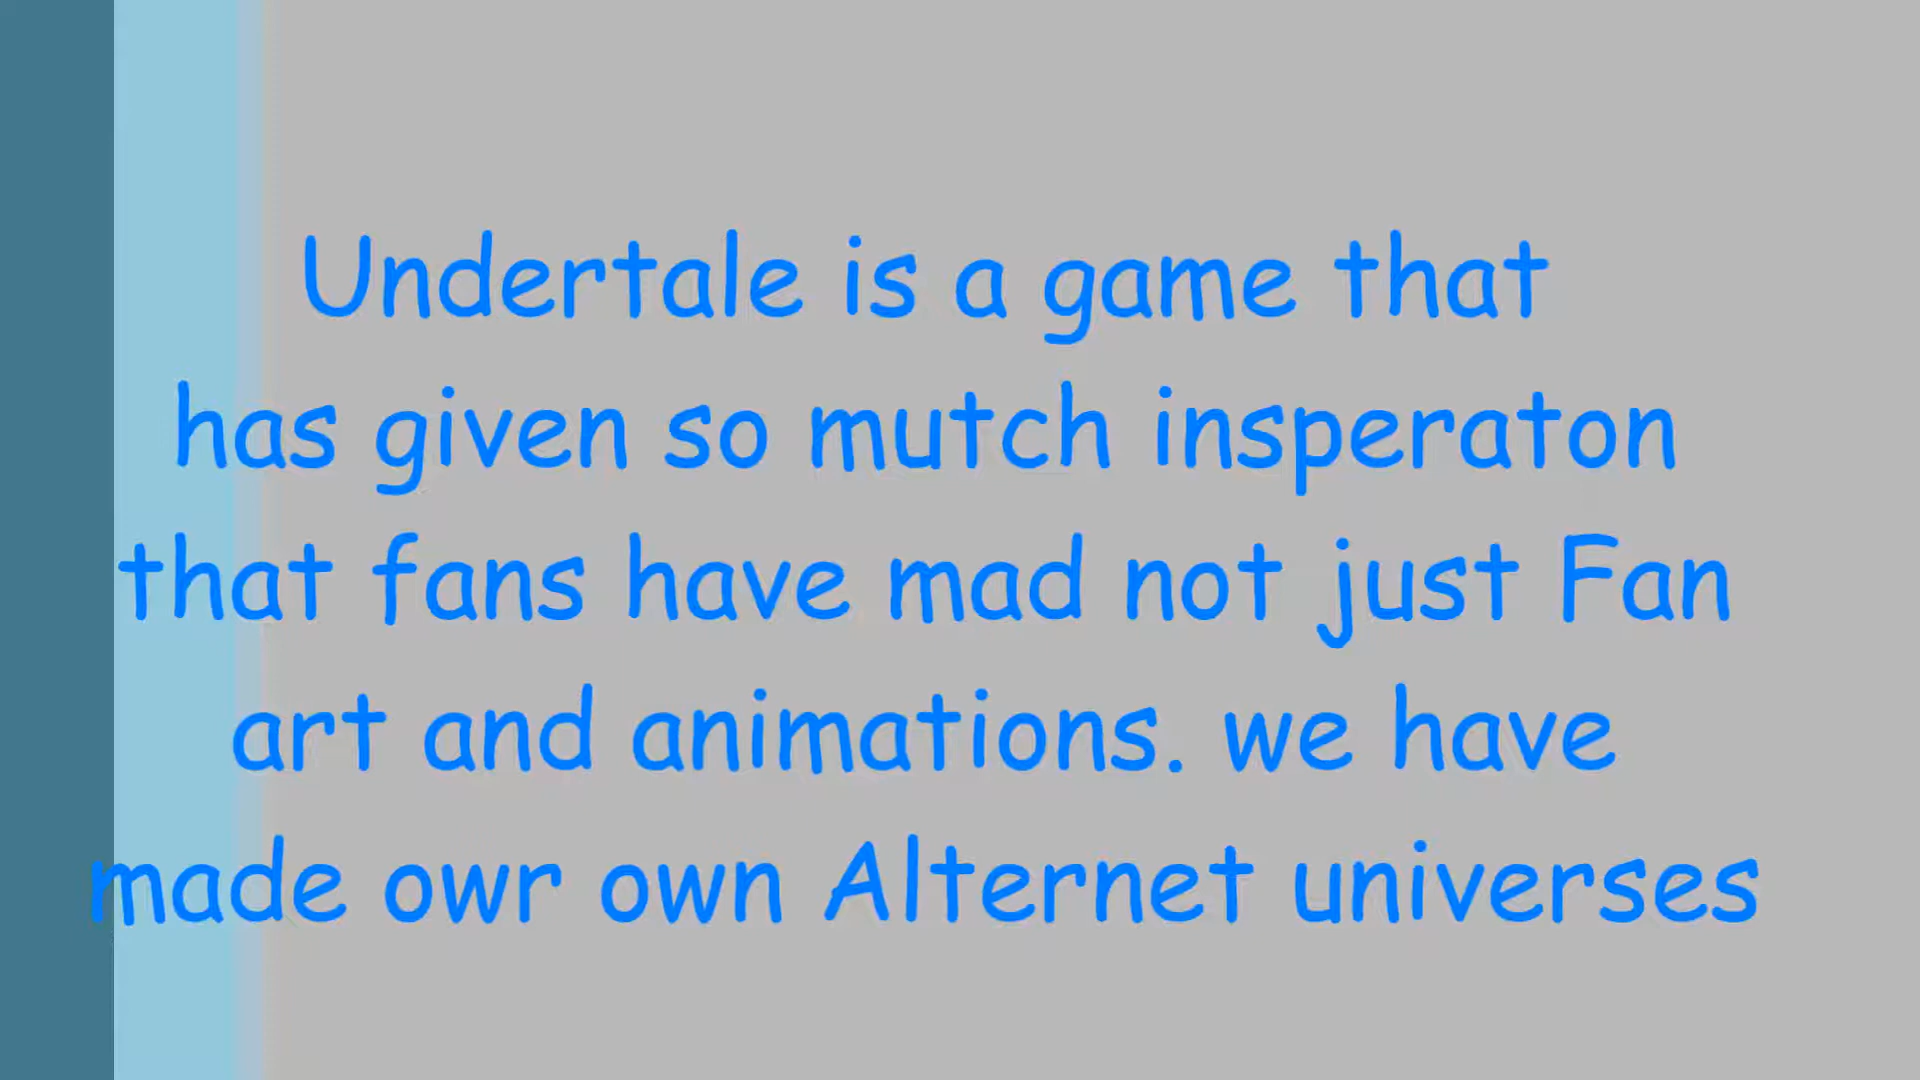 Undertale is a game that
has given so mutch insperaton
that fans have mad not just Fan
art and animations. we have
made owr own Alternet universes